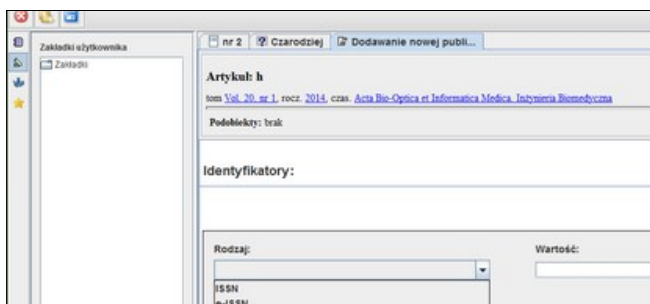 Zakładki użytkownika
Zakładki
nr 2
Czarodziej
Dodawanie nowej publi...
Artykuł: h
tom Vol. 20, nr 1, rocz. 2014, czas. Acta Bio-Optica et Informatica Medica. Inżynieria Biomedyczna
Podobiekty: brak
Identyfikatory:
Rodzaj:
Wartość:
ISSN
e-ISSN